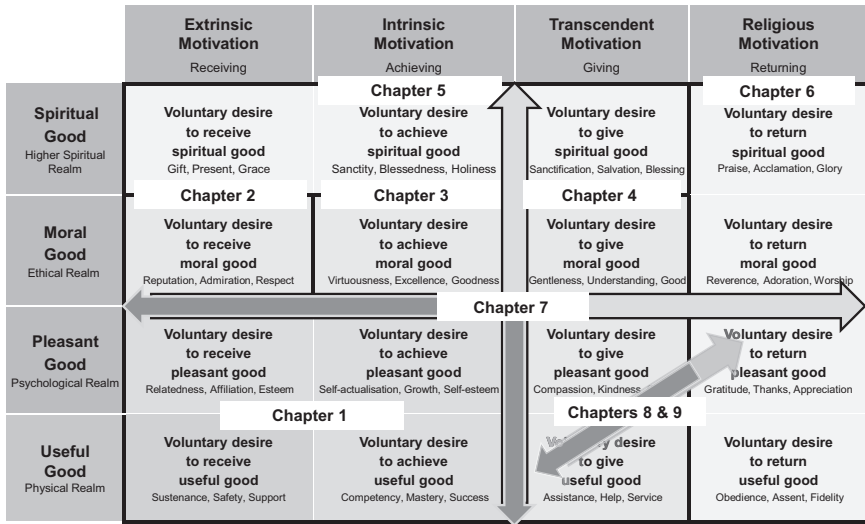 Extrinsic
Motivation
Receiving
Intrinsic
Motivation
Achieving
Transcendent
Motivation
Giving
Religious
Motivation
Returning
Chapter 5
Chapter 6
Spiritual
Good
Higher Spiritual
Realm
Voluntary desire
to receive
spiritual good
Gift, Present, Grace
Voluntary desire
to achieve
spiritual good
Sanctity, Blessedness, Holiness
Voluntary desire
to give
spiritual good
Sanctification, Salvation, Blessing
Voluntary desire
to return
spiritual good
Praise, Acclamation, Glory
Chapter 2
Chapter 3
Chapter 4
Moral
Good
Ethical Realm
Voluntary desire
to receive
moral good
Reputation, Admiration, Respect
Voluntary desire
to achieve
moral good
Virtuousness, Excellence, Goodness
Voluntary desire
to give
moral good
Gentleness, Understanding, Good
Voluntary desire
to return
moral good
Reverence, Adoration, Worship
Chapter 7
Pleasant
Good
Psychological Realm
Voluntary desire
to receive
pleasant good
Relatedness, Affiliation, Esteem
Voluntary desire
to achieve
pleasant good
Self-actualisation, Growth, Self-esteem
Voluntary desire
to give
pleasant good
Compassion, Kindness,
Voluntary desire
to return
pleasant good
Gratitude, Thanks, Appreciation
Chapter 1
Chapters 8 & 9
Useful
Good
Physical Realm
Voluntary desire
to receive
useful good
Sustenance, Safety, Support
Voluntary desire
to achieve
useful good
Competency, Mastery, Success
Voluntary desire
to give
useful good
Assistance, Help, Service
Voluntary desire
to return
useful good
Obedience, Assent, Fidelity